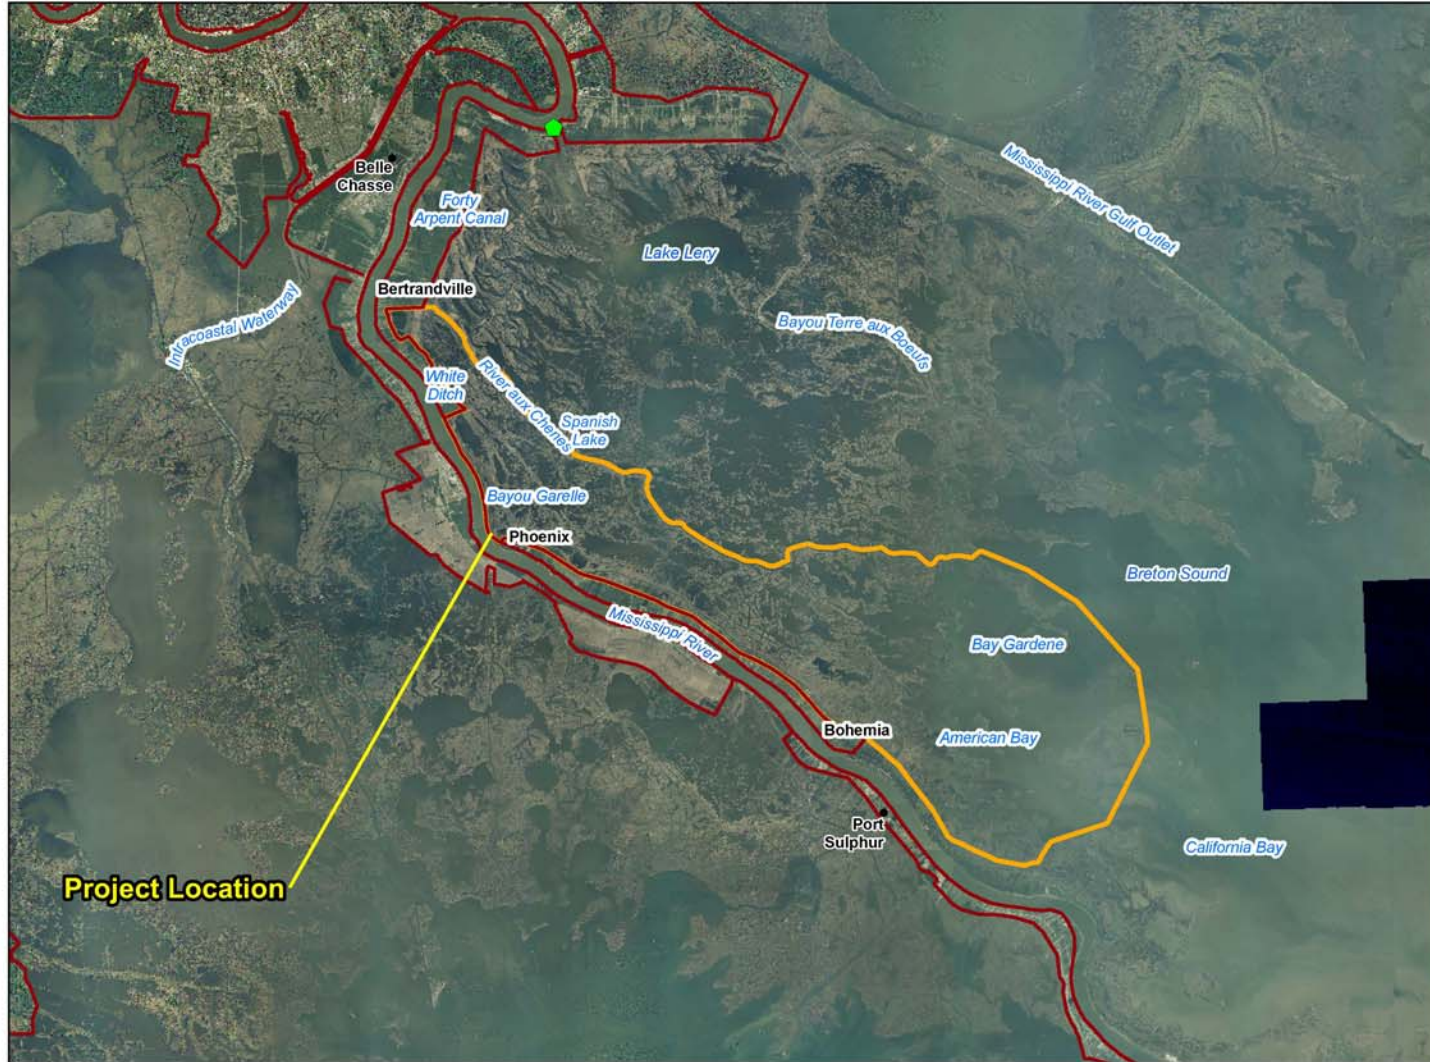 Mississippi River Gulf Outlet
Belle
Chasse
Forty
Arpent Canal
Lake Lery
Bertrandville
Intracoastal Waterway
Bayou Terre aux Boeufs
White
Ditch
River aux Chenes
Spanish
Lake
Bayou Garelle
Phoenix
Breton Sound
Mississippi River
Bay Gardene
Bohemia
American Bay
Port
Sulphur
California Bay
Project Location